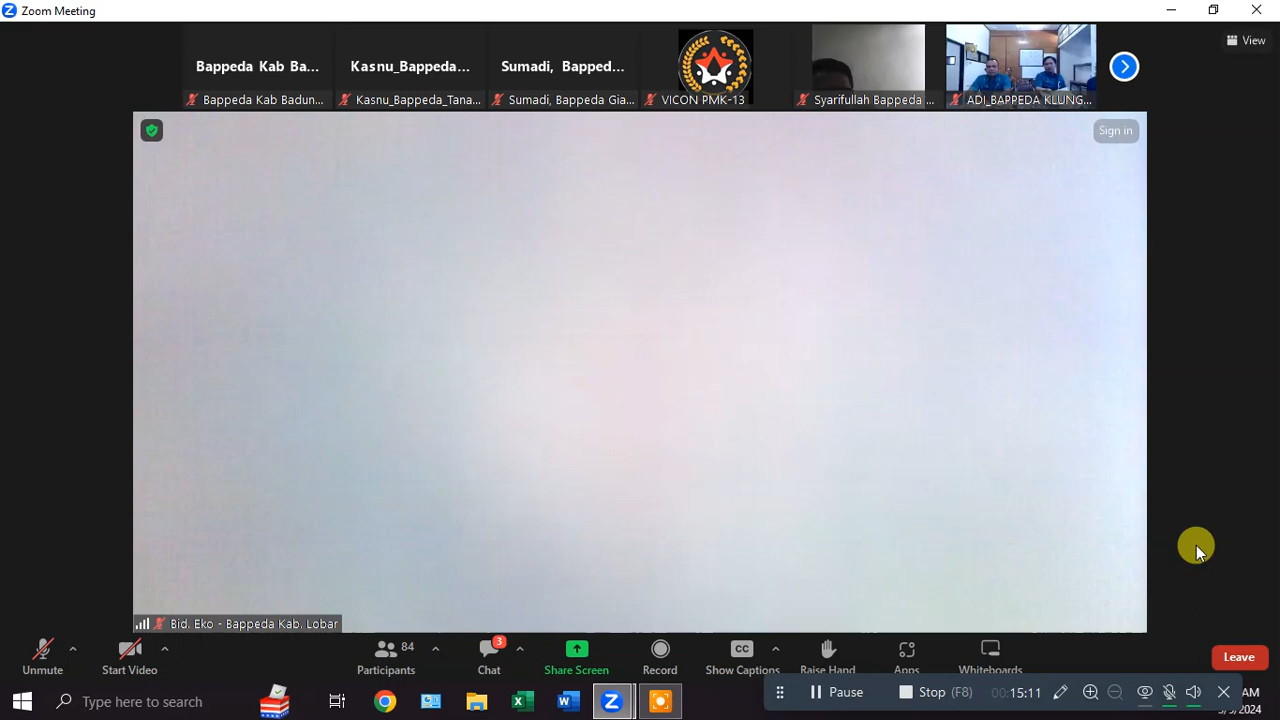 Zoom Meeting
View
Bappeda Kab Ba...
Kasnu_Bappeda...
Sumadi, Bapped...
Bappeda Kab Badun...
Kasnu_Bappeda_Tana...
Sumadi, Bappeda Gia...
VICON PMK-13
Syarifullah Bappeda ...
ADI_BAPPEDA KLUNG...
Sign in
Bid. Eko - Bappeda Kab. Lobar
Unmute
Start Video
84
Participants
3
Chat
Share Screen
Record
CC
Show Captions
Raise Hand
Apps
Whiteboards
Leave
Type here to search
Pause
Stop (F8)
00:15:11
AM
2024